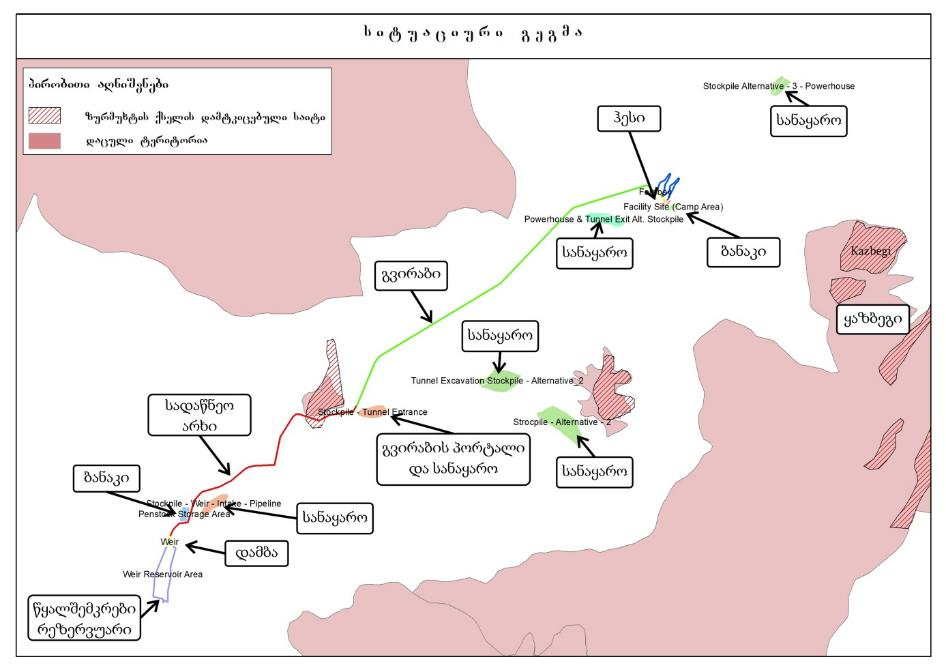 სიტუაციური გეგმა
პირობითი აღნიშვნები
ზურმუხტის ქსელის დამტკიცებული საიტი
დაცული ტერიტორია
Stockpile Alternative - 3 - Powerhouse
სანაყარო
ჰესი
Facility Site (Camp Area)
Powerhouse & Tunnel Exit Alt. Stockpile
სანაყარო
ბანაკი
Kazbegi
ყაზბეგი
გვირაბი
სანაყარო
Tunnel Excavation Stockpile - Alternative_2
Stockpile - Tunnel Entrance
Strocpile - Alternative - 2
სადაწნეო
არხი
გვირაბის პორტალი
და სანაყარო
სანაყარო
ბანაკი
Stockpile - Weir - Intake - Pipeline
Penstock Storage Area
სანაყარო
Weir
დამბა
Weir Reservoir Area
წყალშემკრები
რეზერვუარი